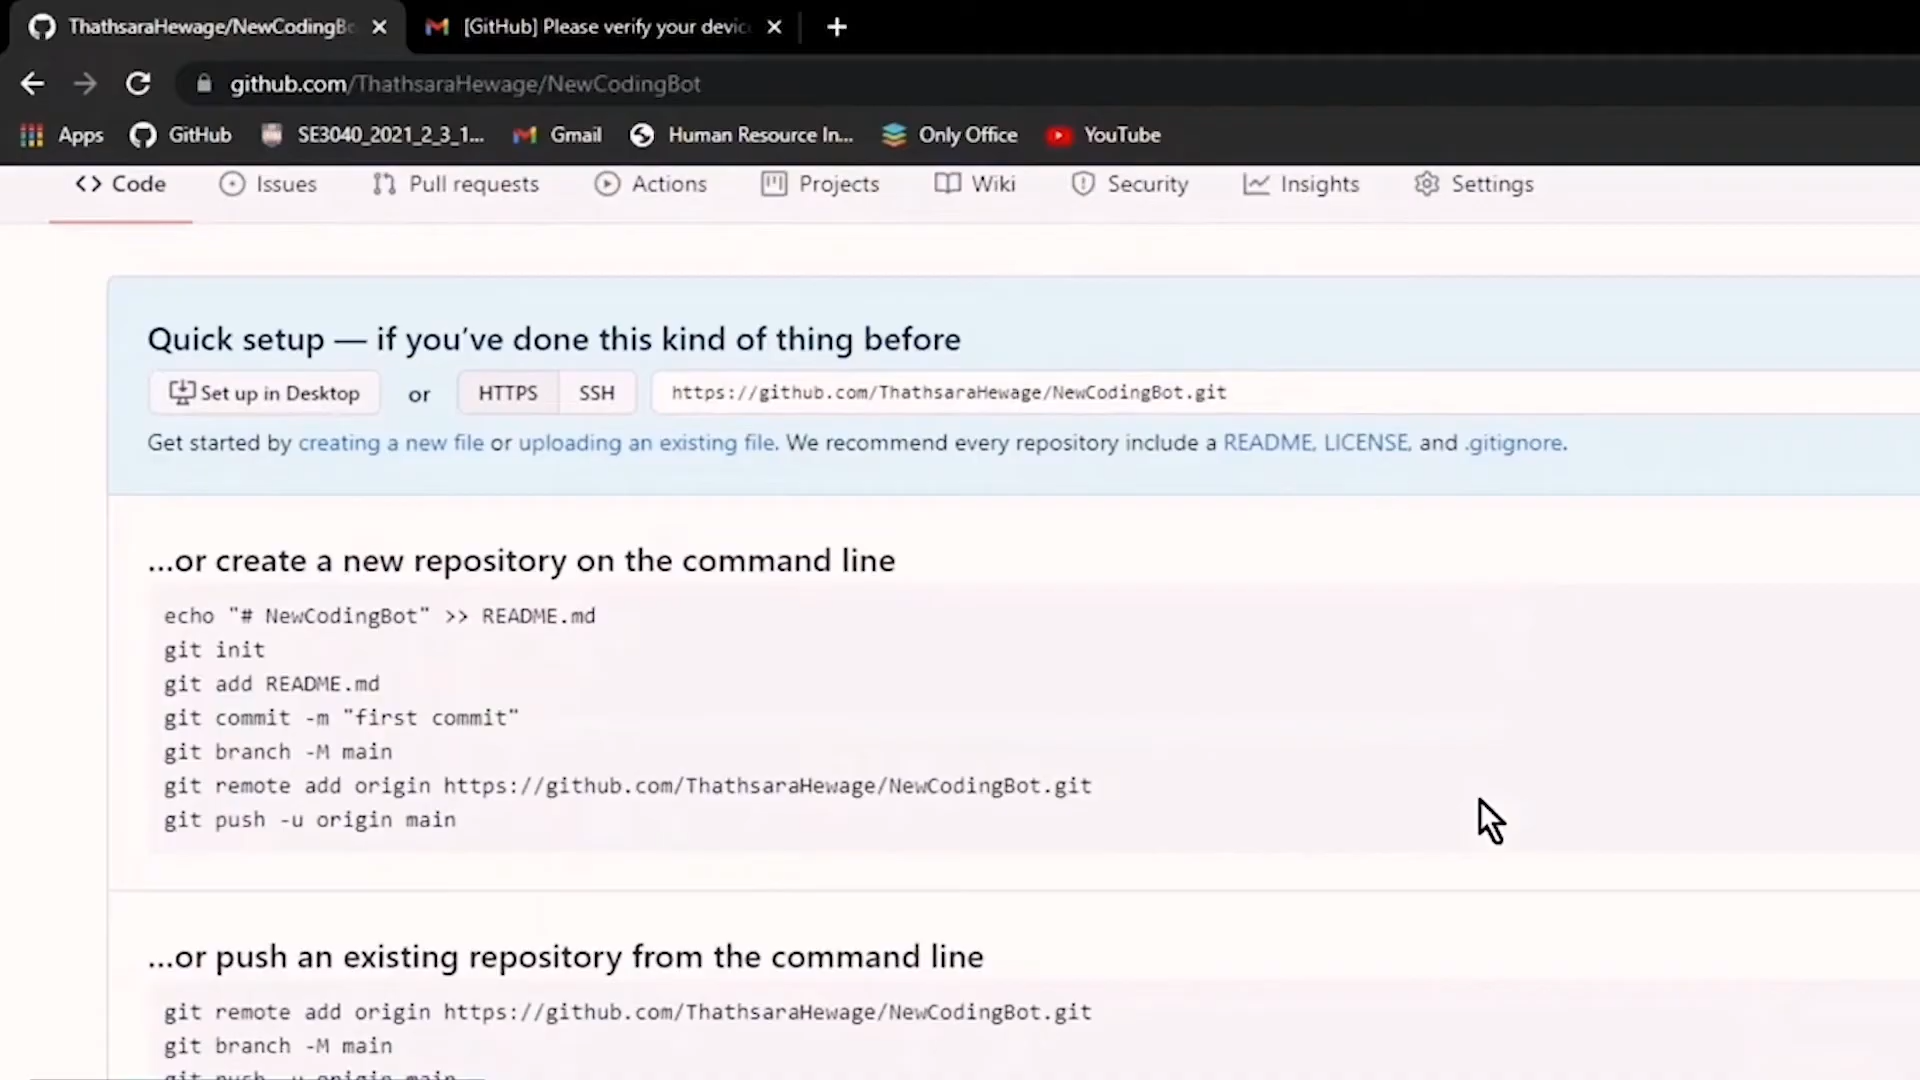 ThathsaraHewage/NewCodingB
[GitHub] Please verify your devic
github.com/ThathsaraHewage/NewCodingBot
Apps GitHub SE3040_2021_2_3_1... Gmail Human Resource In... Only Office YouTube
Code Issues Pull requests Actions Projects Wiki Security Insights Settings
Quick setup — if you've done this kind of thing before
Set up in Desktop or HTTPS SSH https://github.com/ThathsaraHewage/NewCodingBot.git
Get started by creating a new file or uploading an existing file. We recommend every repository include a README, LICENSE, and .gitignore.
...or create a new repository on the command line
echo "# NewCodingBot" >> README.md
git init
git add README.md
git commit -m "first commit"
git branch -M main
git remote add origin https://github.com/ThathsaraHewage/NewCodingBot.git
git push -u origin main
...or push an existing repository from the command line
git remote add origin https://github.com/ThathsaraHewage/NewCodingBot.git
git branch -M main
git push -u origin main